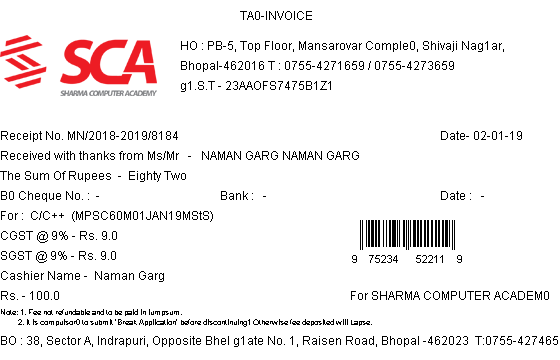 TA0-INVOICE
SCA
SHARMA COMPUTER ACADEMY
HO : PB-5, Top Floor, Mansarovar Comple0, Shivaji Nag1ar,
Bhopal-462016 T : 0755-4271659 / 0755-4273659
g1.S.T - 23AAOFS7475B1Z1
Receipt No. MN/2018-2019/8184 Date- 02-01-19
Received with thanks from Ms/Mr - NAMAN GARG NAMAN GARG
The Sum Of Rupees - Eighty Two
B0 Cheque No. : - Bank : - Date : -
For : C/C++ (MPSC60M01JAN19MStS)
CGST @ 9% - Rs. 9.0
SGST @ 9% - Rs. 9.0
9 75234 52211 9
Cashier Name - Naman Garg
Rs. - 100.0 For SHARMA COMPUTER ACADEM0
Note: 1. Fee not refundable and to be paid in lumpsum.
2. It is compulsor0 to submit 'Break Application' before discontinuing1 Otherwise fee deposited will Lapse.
BO : 38, Sector A, Indrapuri, Opposite Bhel g1ate No. 1, Raisen Road, Bhopal -462023 T:0755-427465